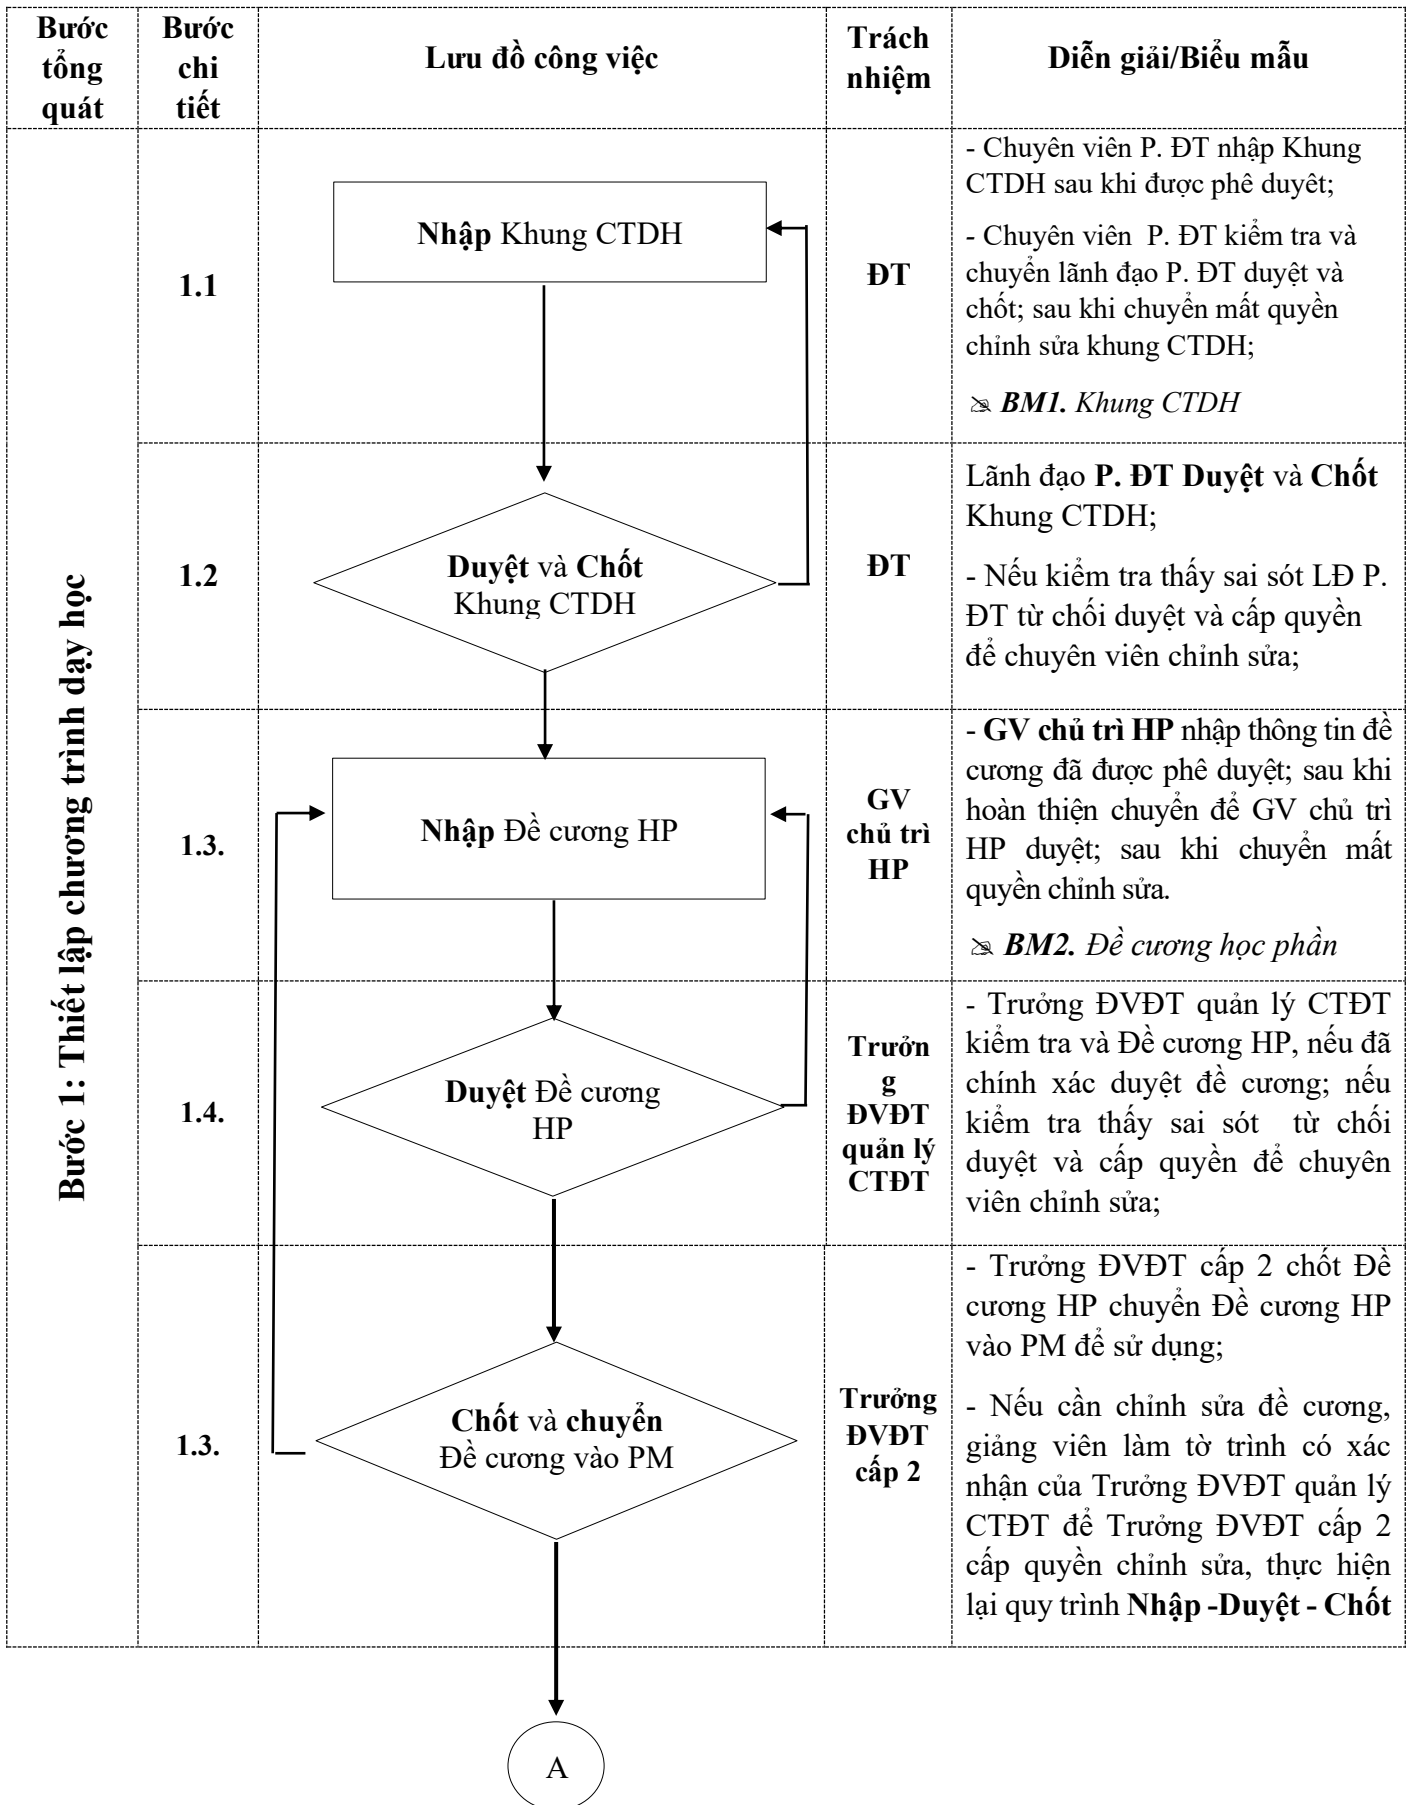 Bước
tổng
quát
Bước
chi
tiết
Lưu đồ công việc
Trách
nhiệm
Diễn giải/Biểu mẫu
Bước 1: Thiết lập chương trình dạy học
1.1
Nhập Khung CTDH
ĐT
- Chuyên viên P. ĐT nhập Khung
CTDH sau khi được phê duyêt;
- Chuyên viên P. ĐT kiểm tra và
chuyển lãnh đạo P. ĐT duyệt và
chốt; sau khi chuyển mất quyền
chỉnh sửa khung CTDH;
BM1. Khung CTDH
1.2
Duyệt và Chốt
Khung CTDH
ĐT
Lãnh đạo P. ĐT Duyệt và Chốt
Khung CTDH;
- Nếu kiểm tra thấy sai sót LĐ P.
ĐT từ chối duyệt và cấp quyền
để chuyên viên chỉnh sửa;
1.3.
Nhập Đề cương HP
GV
chủ trì
HP
- GV chủ trì HP nhập thông tin đề
cương đã được phê duyệt; sau khi
hoàn thiện chuyển để GV chủ trì
HP duyệt; sau khi chuyển mất
quyền chỉnh sửa.
BM2. Đề cương học phần
1.4.
Duyệt Đề cương
HP
Trưởn
g
ĐVĐT
quản lý
CTĐT
- Trưởng ĐVĐT quản lý CTĐT
kiểm tra và Đề cương HP, nếu đã
chính xác duyệt đề cương; nếu
kiểm tra thấy sai sót từ chối
duyệt và cấp quyền để chuyên
viên chỉnh sửa;
1.3.
Chốt và chuyển
Đề cương vào PM
Trưởng
ĐVĐT
cấp 2
- Trưởng ĐVĐT cấp 2 chốt Đề
cương HP chuyển Đề cương HP
vào PM để sử dụng;
- Nếu cần chỉnh sửa đề cương,
giảng viên làm tờ trình có xác
nhận của Trưởng ĐVĐT quản lý
CTĐT để Trưởng ĐVĐT cấp 2
cấp quyền chỉnh sửa, thực hiện
lại quy trình Nhập -Duyệt - Chốt
A